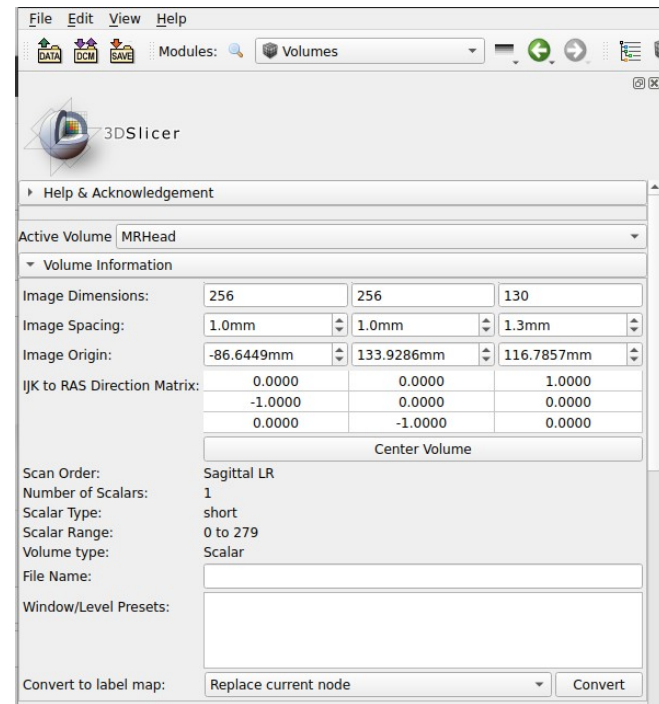 File Edit View Help
DATA DCM SAVE Modules: Volumes
3DSlicer
Help & Acknowledgement
Active Volume MRHead
Volume Information
Image Dimensions: 256 256 130
Image Spacing: 1.0mm 1.0mm 1.3mm
Image Origin: -86.6449mm 133.9286mm 116.7857mm
IJK to RAS Direction Matrix: 0.0000 0.0000 1.0000
-1.0000 0.0000 0.0000
0.0000 -1.0000 0.0000
Center Volume
Scan Order: Sagittal LR
Number of Scalars: 1
Scalar Type: short
Scalar Range: 0 to 279
Volume type: Scalar
File Name:
Window/Level Presets:
Convert to label map: Replace current node Convert